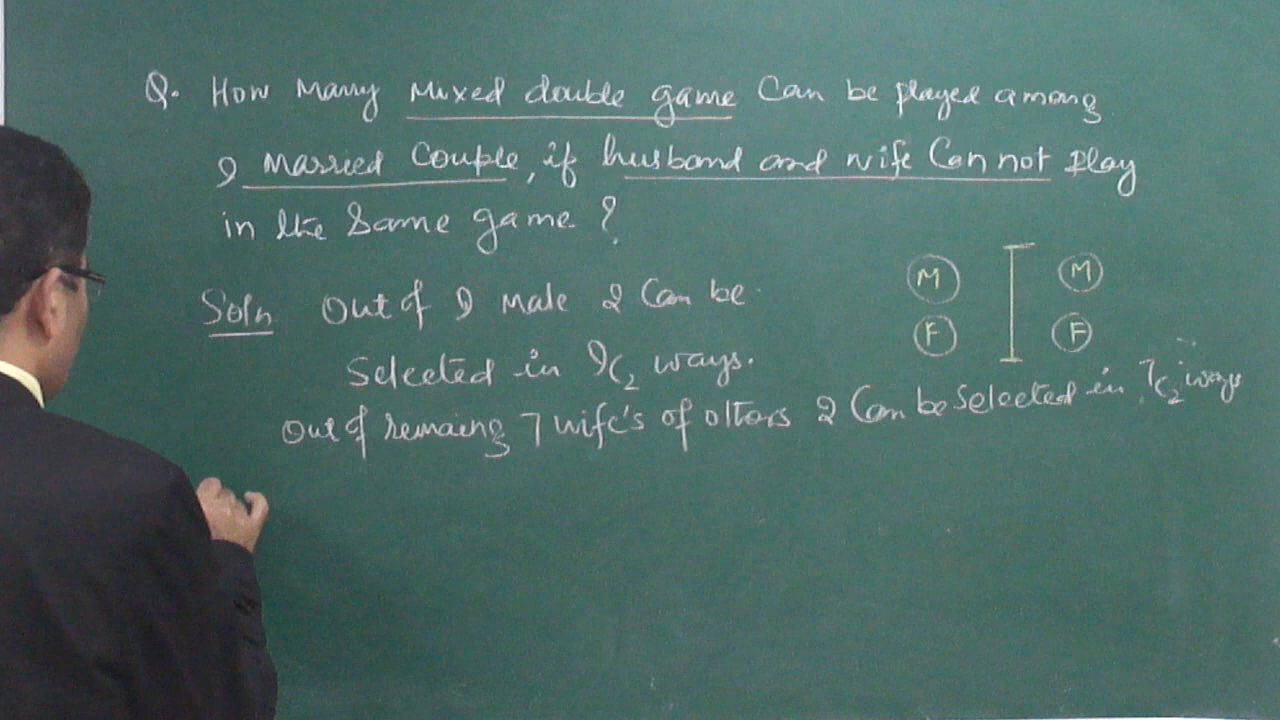 Q. How Many Mixed double game Can be played among
9 Married Couple, if husband and wife Can not play
in the Same game ?
Soln Out of 9 Male 2 Can be
Selected in 9C2 ways.
M M
F F
Out of remaing 7 wife's of others 2 Can be Selected in 7C2 ways